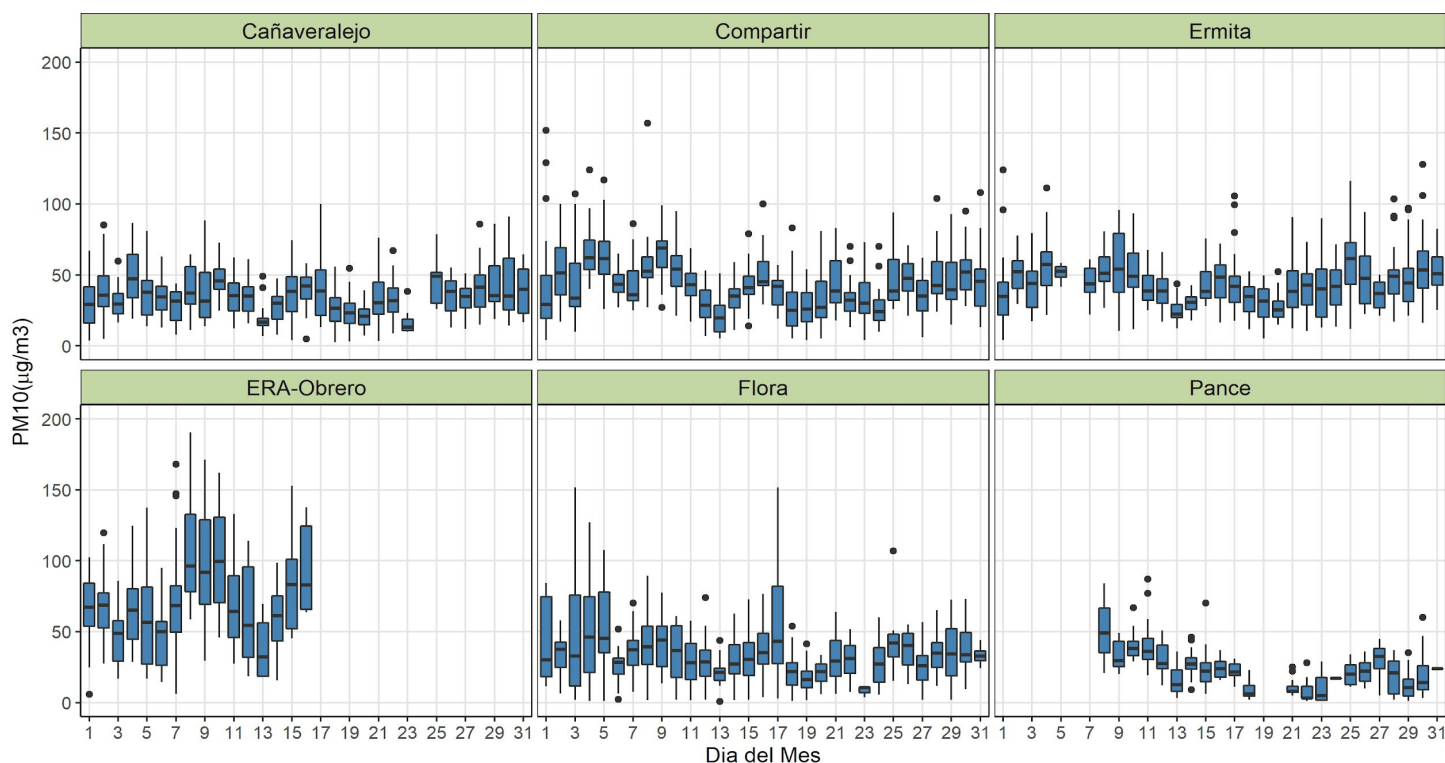 Cañaveralejo
Compartir
Ermita
200
150
100
50
0
ERA-Obrero
Flora
Pance
200
150
100
50
0
PM10(µg/m3)
1 3 5 7 9 11 13 15 17 19 21 23 25 27 29 31
1 3 5 7 9 11 13 15 17 19 21 23 25 27 29 31
1 3 5 7 9 11 13 15 17 19 21 23 25 27 29 31
Dia del Mes